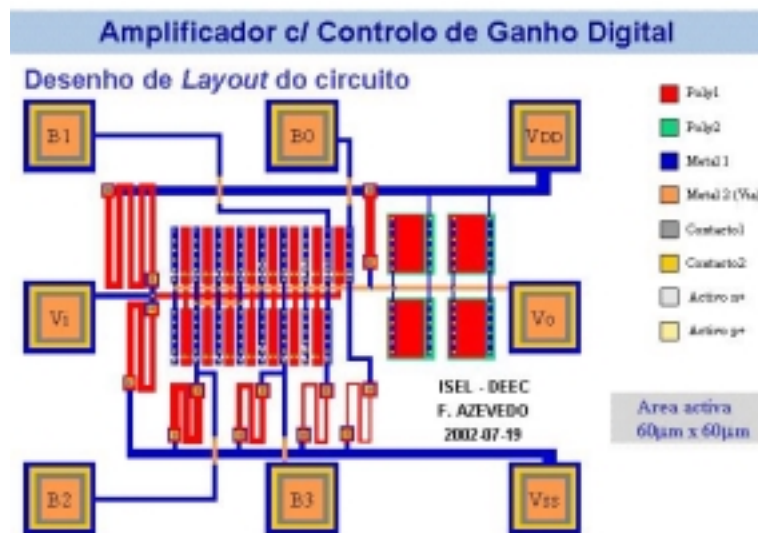 Amplificador c/ Controlo de Ganho Digital
Desenho de Layout do circuito
B1
B0
VDD
Poly1
Poly2
Metal 1
Metal 2 (Via)
Contacto1
Contacto2
Activo n+
Activo p+
Vi
Vo
ISEL - DEEC
F. AZEVEDO
2002-07-19
Area activa
60µm x 60µm
B2
B3
VSS